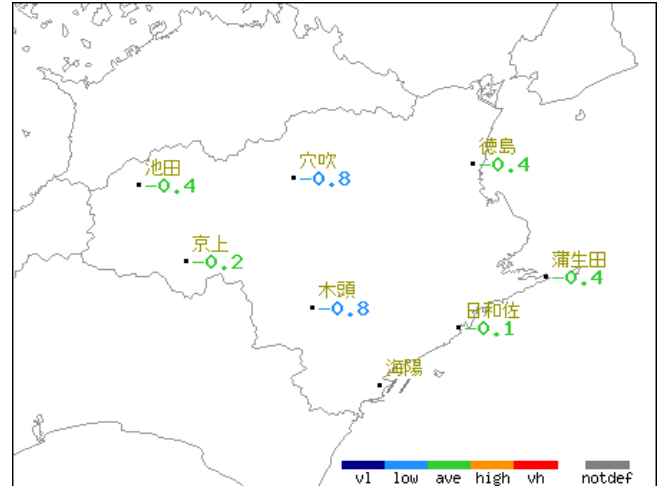 徳島
-0.4
穴吹
-0.8
池田
-0.4
京上
-0.2
蒲生田
-0.4
木頭
-0.8
日和佐
-0.1
海陽
//
vl low ave high vh notdef